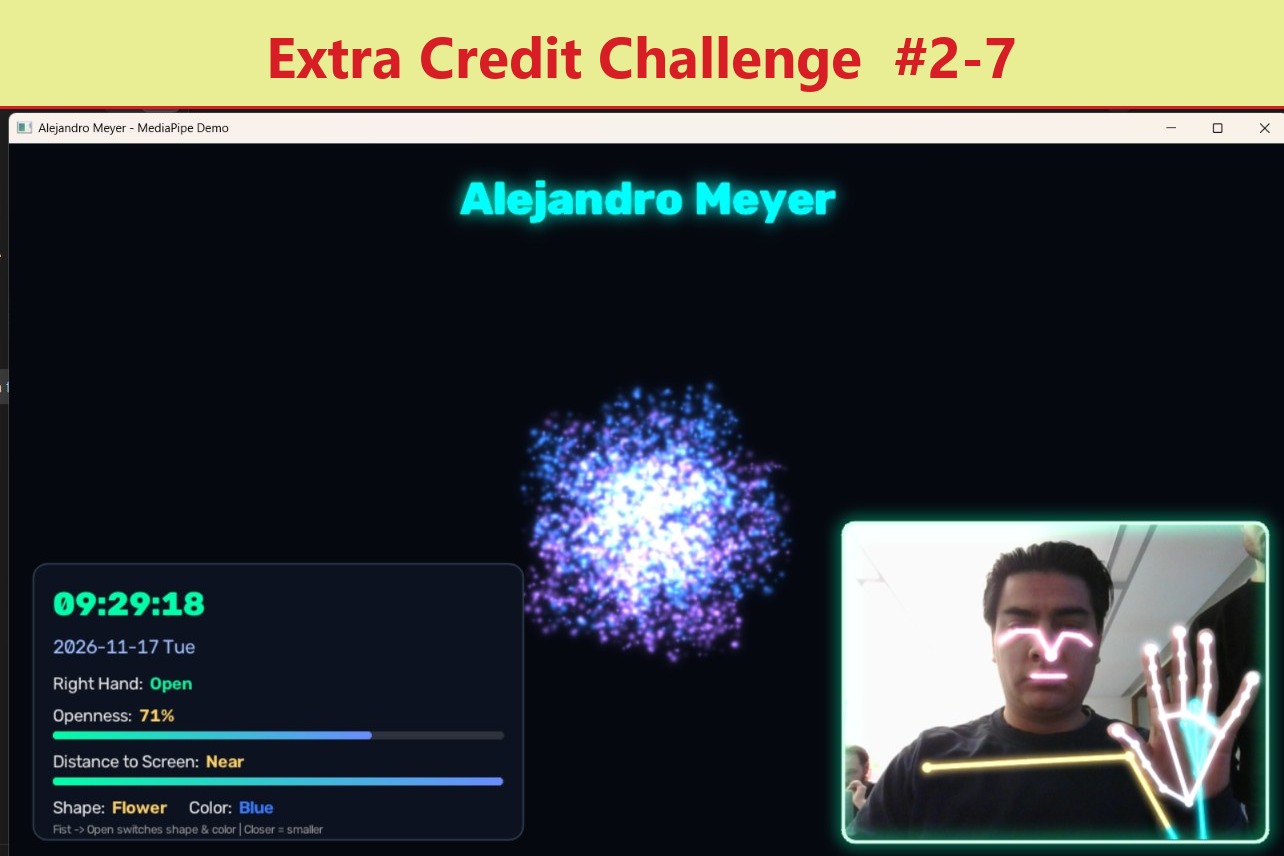 Extra Credit Challenge #2-7
Alejandro Meyer - MediaPipe Demo
Alejandro Meyer
09:29:18
2026-11-17 Tue
Right Hand: Open
Openness: 71%
Distance to Screen: Near
Shape: Flower Color: Blue
Fist -> Open switches shape & color | Closer = smaller